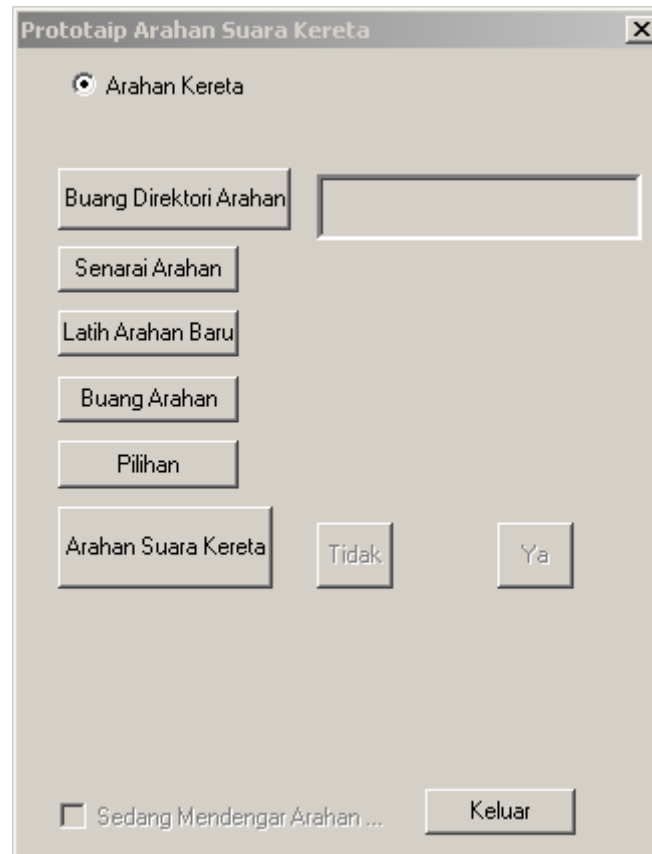 Prototaip Arahan Suara Kereta
Arahan Kereta
Buang Direktori Arahan
Senarai Arahan
Latih Arahan Baru
Buang Arahan
Pilihan
Arahan Suara Kereta
Tidak
Ya
Sedang Mendengar Arahan ...
Keluar